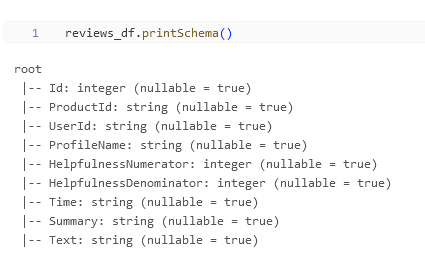 1 reviews_df.printSchema()
root
|-- Id: integer (nullable = true)
|-- ProductId: string (nullable = true)
|-- UserId: string (nullable = true)
|-- ProfileName: string (nullable = true)
|-- HelpfulnessNumerator: integer (nullable = true)
|-- HelpfulnessDenominator: integer (nullable = true)
|-- Time: string (nullable = true)
|-- Summary: string (nullable = true)
|-- Text: string (nullable = true)